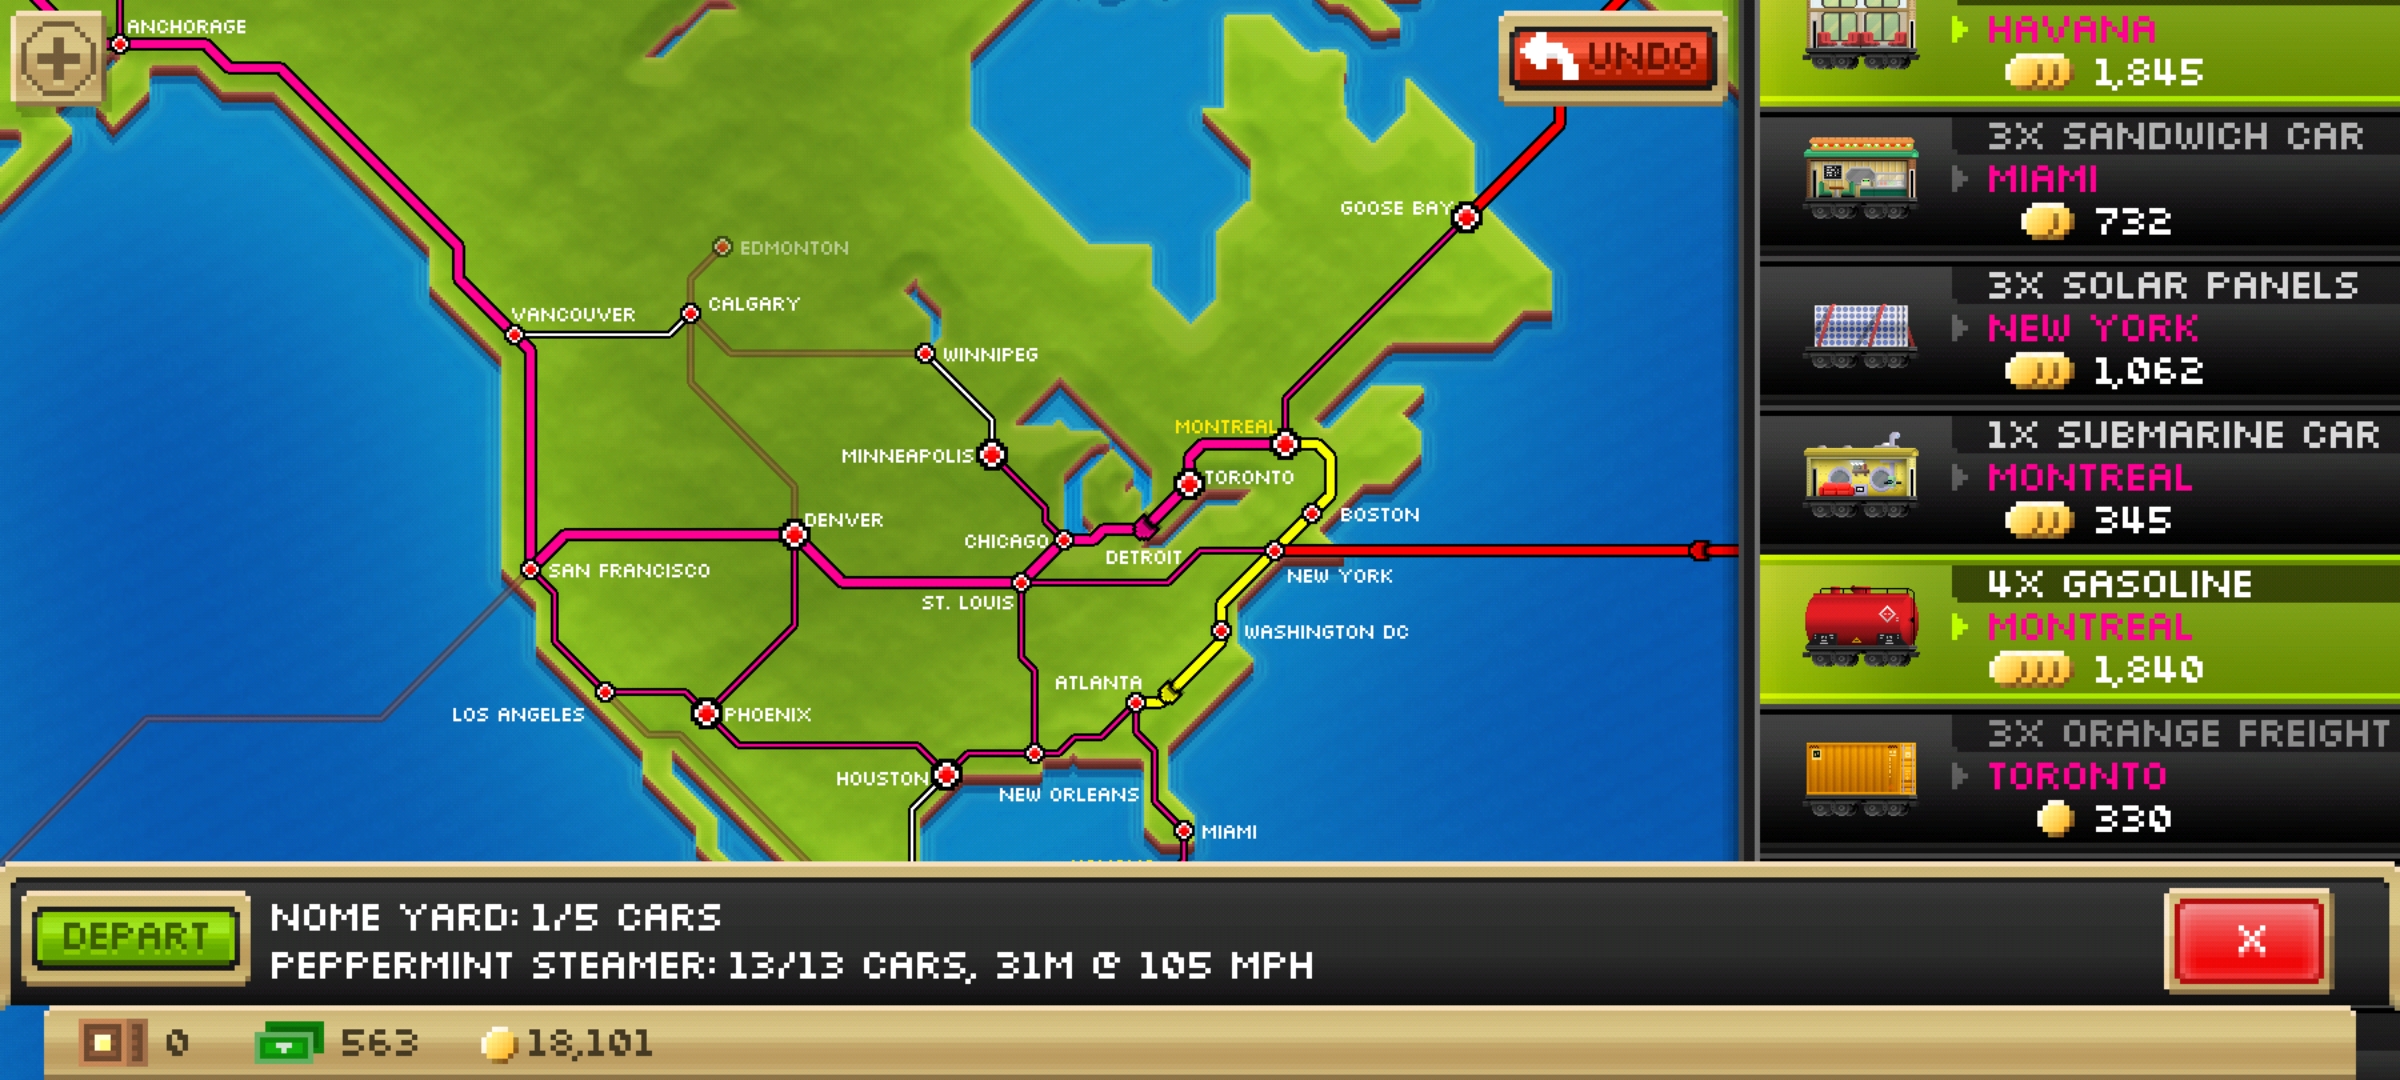 ANCHORAGE
UNDO
GOOSE BAY
EDMONTON
CALGARY
VANCOUVER
WINNIPEG
MONTREAL
MINNEAPOLIS
TORONTO
BOSTON
DENVER
CHICAGO
DETROIT
NEW YORK
SAN FRANCISCO
ST. LOUIS
WASHINGTON DC
ATLANTA
LOS ANGELES
PHOENIX
HOUSTON
NEW ORLEANS
MIAMI
HAVANA
1,845
3X SANDWICH CAR
MIAMI
732
3X SOLAR PANELS
NEW YORK
1,062
1X SUBMARINE CAR
MONTREAL
345
4X GASOLINE
MONTREAL
1,840
3X ORANGE FREIGHT
TORONTO
330
DEPART
NOME YARD: 1/5 CARS
PEPPERMINT STEAMER: 13/13 CARS, 31M @ 105 MPH
X
0
563
18,101